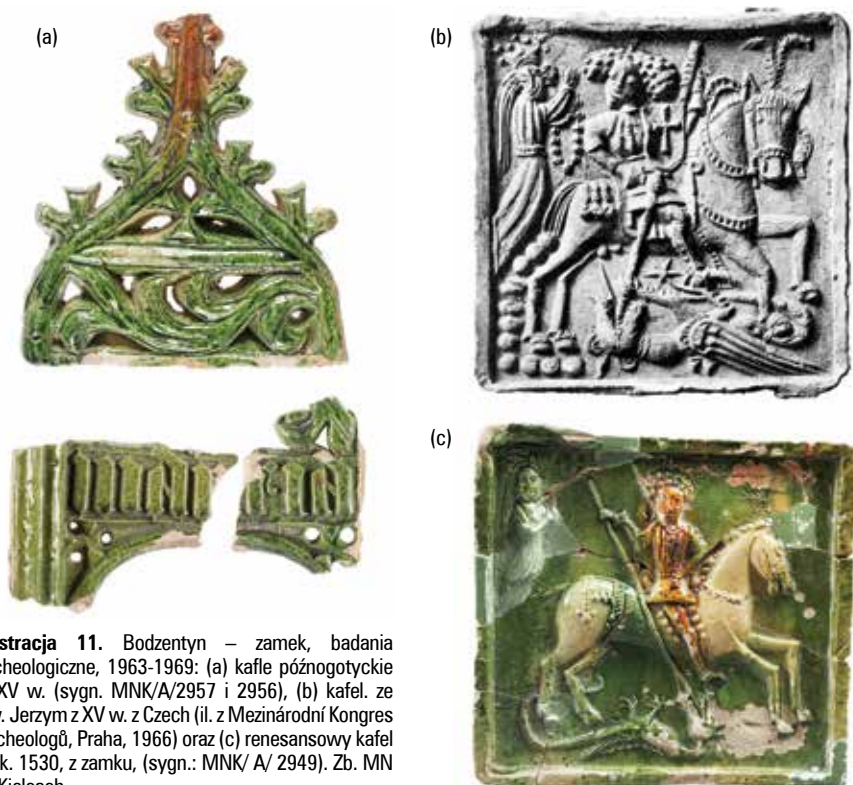 (a)
(b)
(c)
stracja 11. Bodzentyn – zamek, badania
cheologiczne, 1963-1969: (a) kafle późnogotyckie
XV w. (sygn. MNK/A/2957 i 2956), (b) kafel. ze
v. Jerzym z XV w. z Czech (il. z Mezinárodní Kongres
cheologů, Praha, 1966) oraz (c) renesansowy kafel
k. 1530, z zamku, (sygn.: MNK/ A/ 2949). Zb. MN